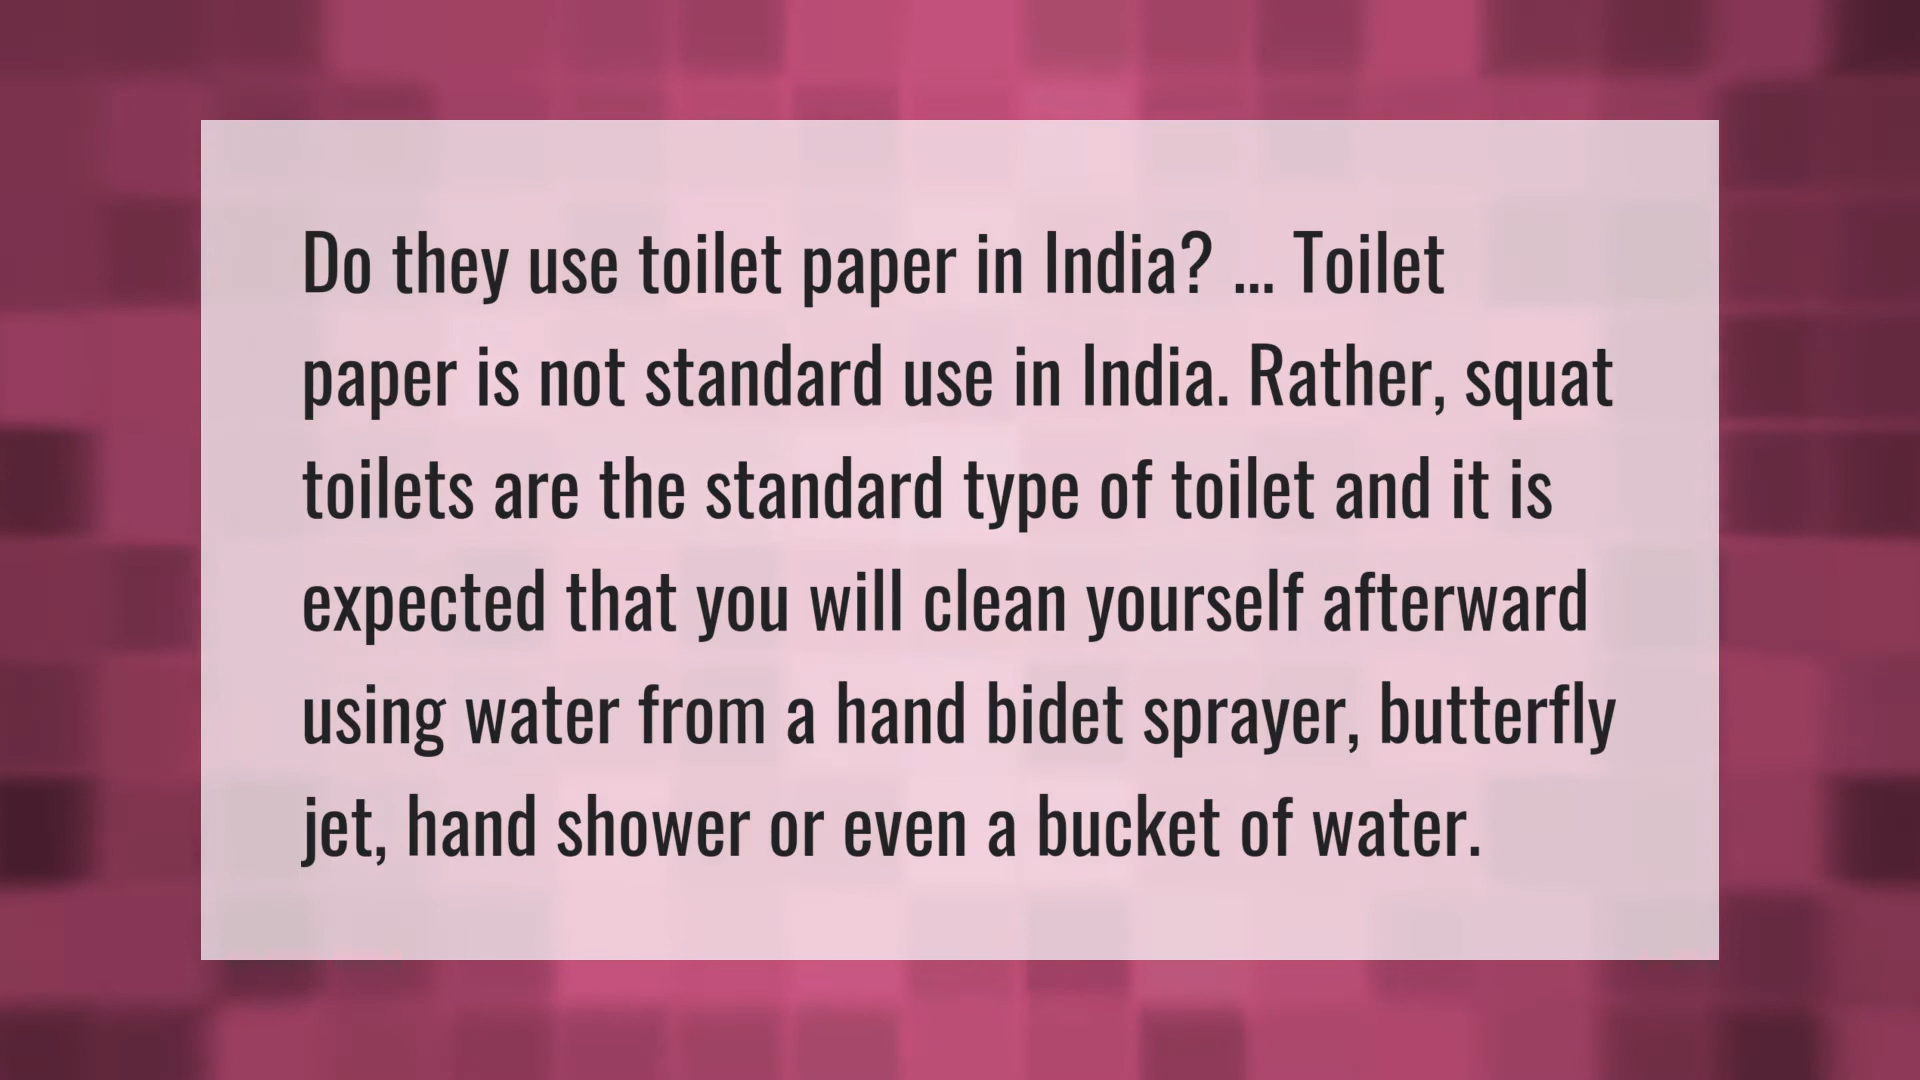 Do they use toilet paper in India? ... Toilet
paper is not standard use in India. Rather, squat
toilets are the standard type of toilet and it is
expected that you will clean yourself afterward
using water from a hand bidet sprayer, butterfly
jet, hand shower or even a bucket of water.